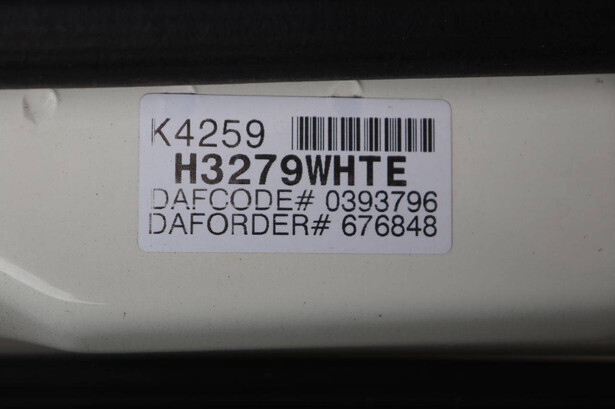 K4259
H3279WHTE
DAFCODE# 0393796
DAFORDER# 676848